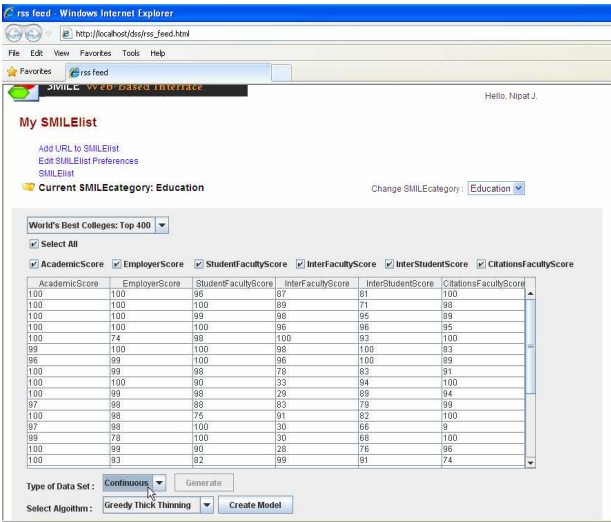 rss feed - Windows Internet Explorer
http://localhost/dss/rss_feed.html
File Edit View Favorites Tools Help
Favorites rss feed
SMILE Web-Based Interface
Hello, Nipat J.
My SMILElist
Add URL to SMILElist
Edit SMILElist Preferences
SMILElist
Current SMILEcategory: Education Change SMILEcategory : Education
World's Best Colleges: Top 400
Select All
AcademicScore EmployerScore StudentFacultyScore InterFacultyScore InterStudentScore CitationsFacultyScore
AcademicScore EmployerScore StudentFacultyScore InterFacultyScore InterStudentScore CitationsFacultyScore
100 100 96 87 81 100
100 100 100 89 71 98
100 100 99 98 95 89
100 100 100 96 96 95
100 74 98 100 93 100
99 100 100 98 100 83
96 99 100 96 100 89
100 99 98 78 83 91
100 100 90 33 94 100
100 99 98 29 89 94
97 98 88 83 79 99
100 98 75 91 82 100
97 98 100 30 66 9
99 78 100 30 68 100
100 99 90 28 76 96
100 93 82 99 91 74
Type of Data Set : Continuous Generate
Select Algoithm : Greedy Thick Thinning Create Model